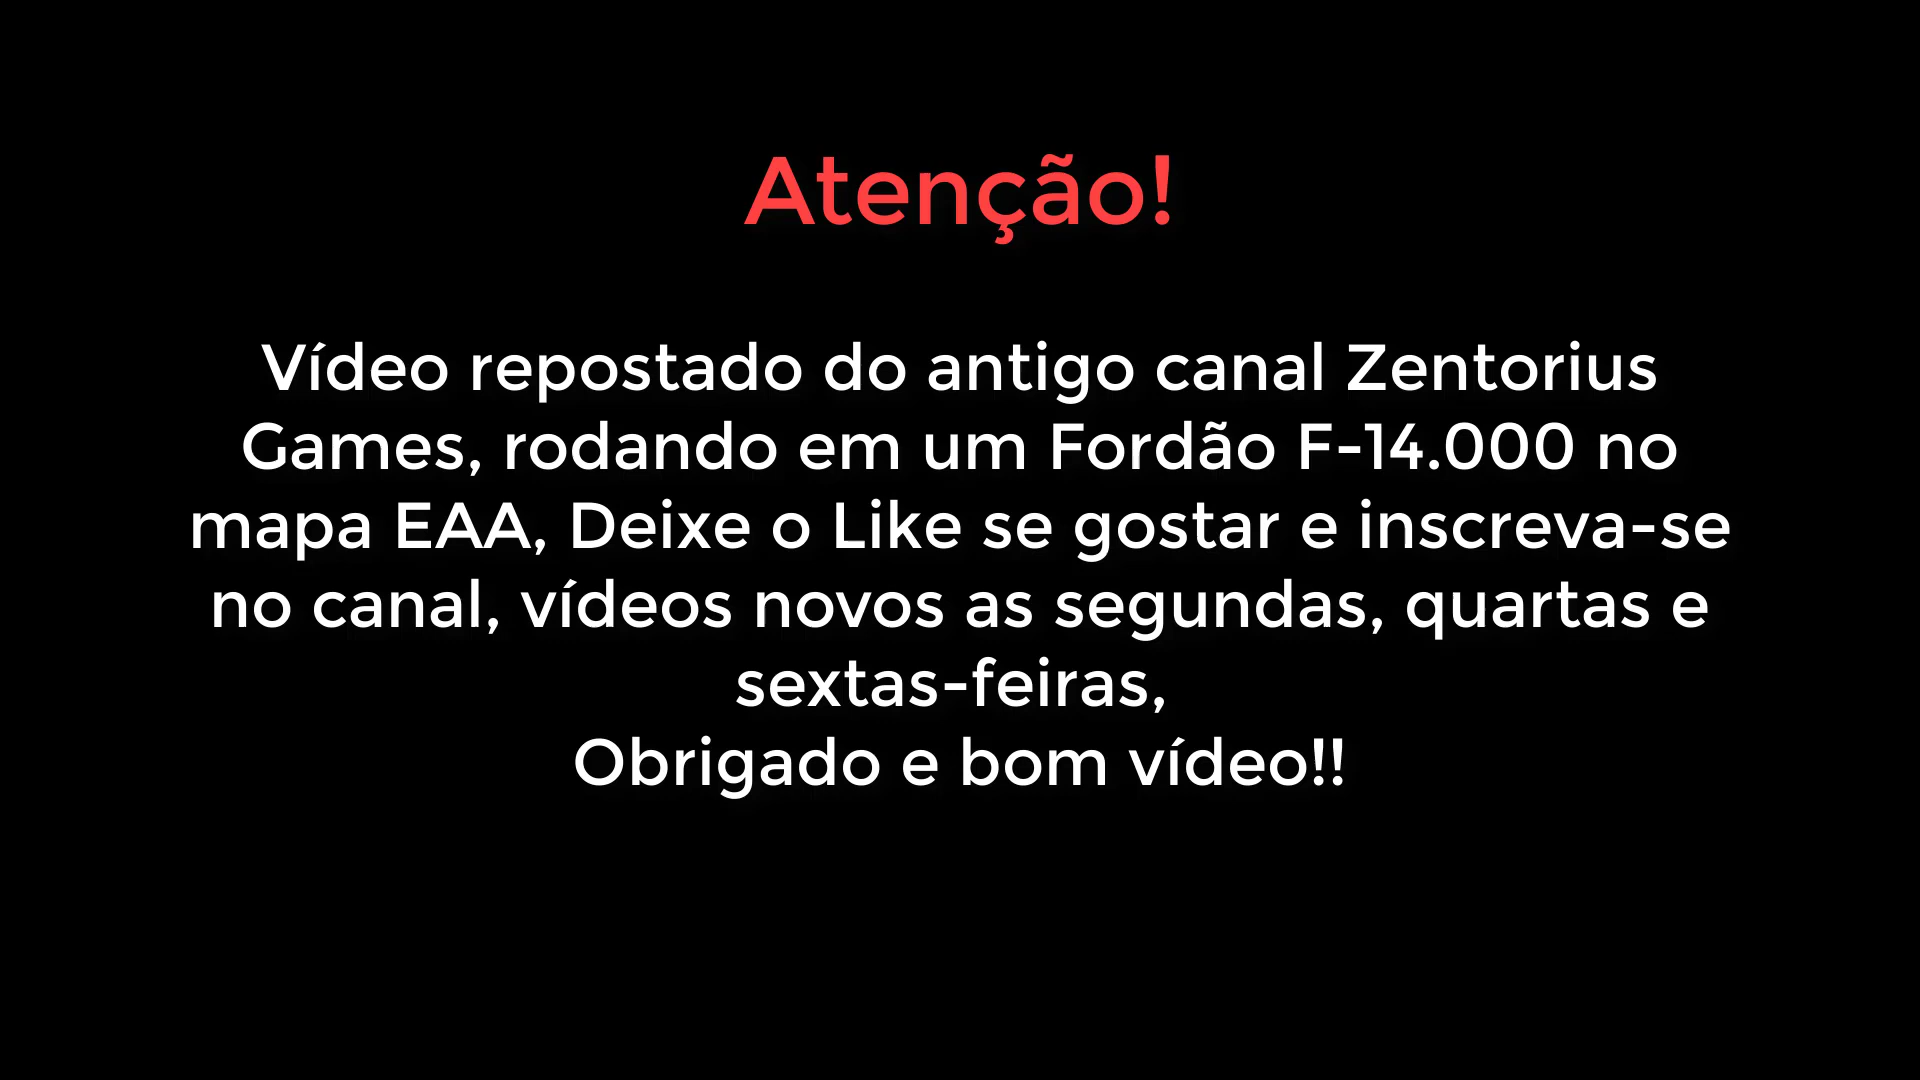 Atenção!
Vídeo repostado do antigo canal Zentorius
Games, rodando em um Fordão F-14.000 no
mapa EAA, Deixe o Like se gostar e inscreva-se
no canal, vídeos novos as segundas, quartas e
sextas-feiras,
Obrigado e bom vídeo!!